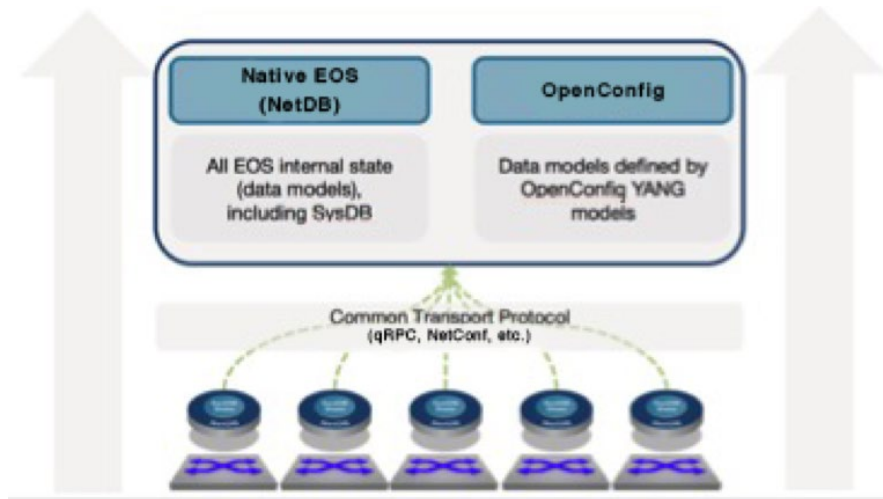 Native EOS
(NetDB)
OpenConfig
All EOS internal state
(data models),
including SysDB
Data models defined by
OpenConfig YANG
models
Common Transport Protocol
(gRPC, NetConf, etc.)